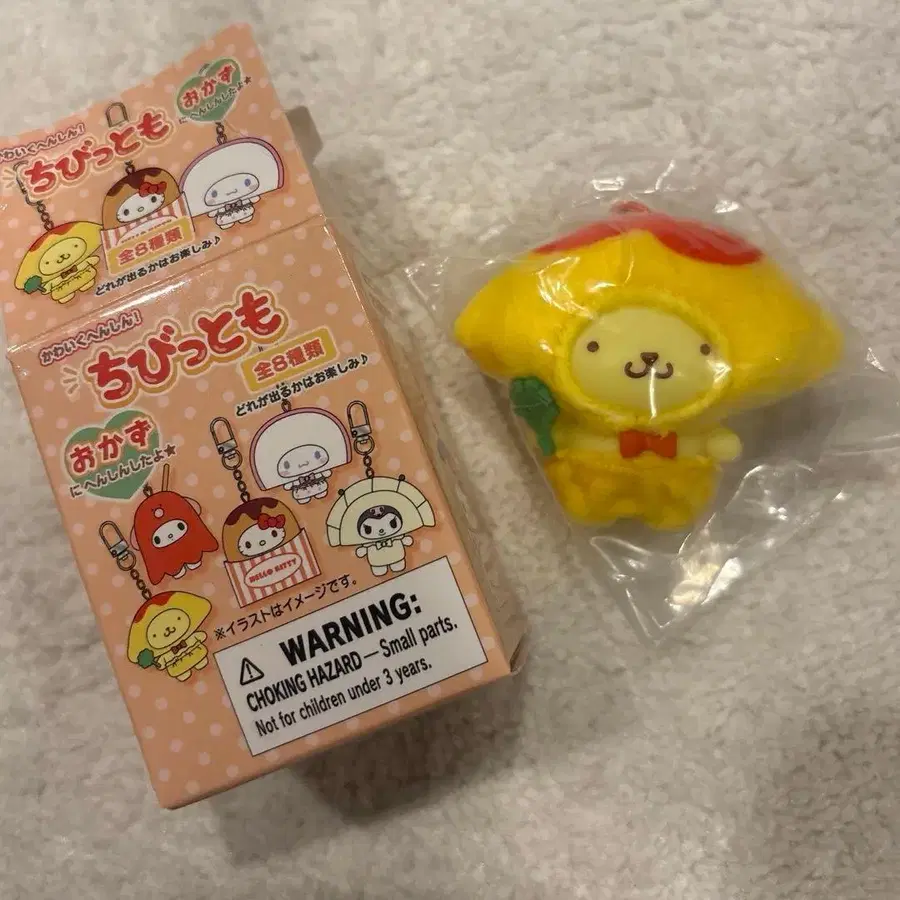 かわいくへんしん!
ちびっとも
おかず
にへんしんしたよ★
全8種類
どれが出るかはお楽しみ♪
かわいくへんしん!
ちびっとも
全8種類
どれが出るかはお楽しみ♪
おかず
にへんしんしたよ★
HELLO KITTY
※イラストはイメージです。
WARNING:
CHOKING HAZARD — Small parts.
Not for children under 3 years.